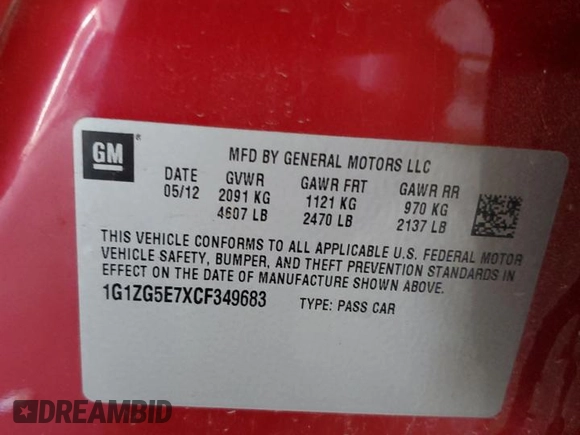 GM ®
MFD BY GENERAL MOTORS LLC
DATE GVWR GAWR FRT GAWR RR
05/12 2091 KG 1121 KG 970 KG
4607 LB 2470 LB 2137 LB
THIS VEHICLE CONFORMS TO ALL APPLICABLE U.S. FEDERAL MOTOR
VEHICLE SAFETY, BUMPER, AND THEFT PREVENTION STANDARDS IN
EFFECT ON THE DATE OF MANUFACTURE SHOWN ABOVE.
1G1ZG5E7XCF349683 TYPE: PASS CAR
DREAMBID